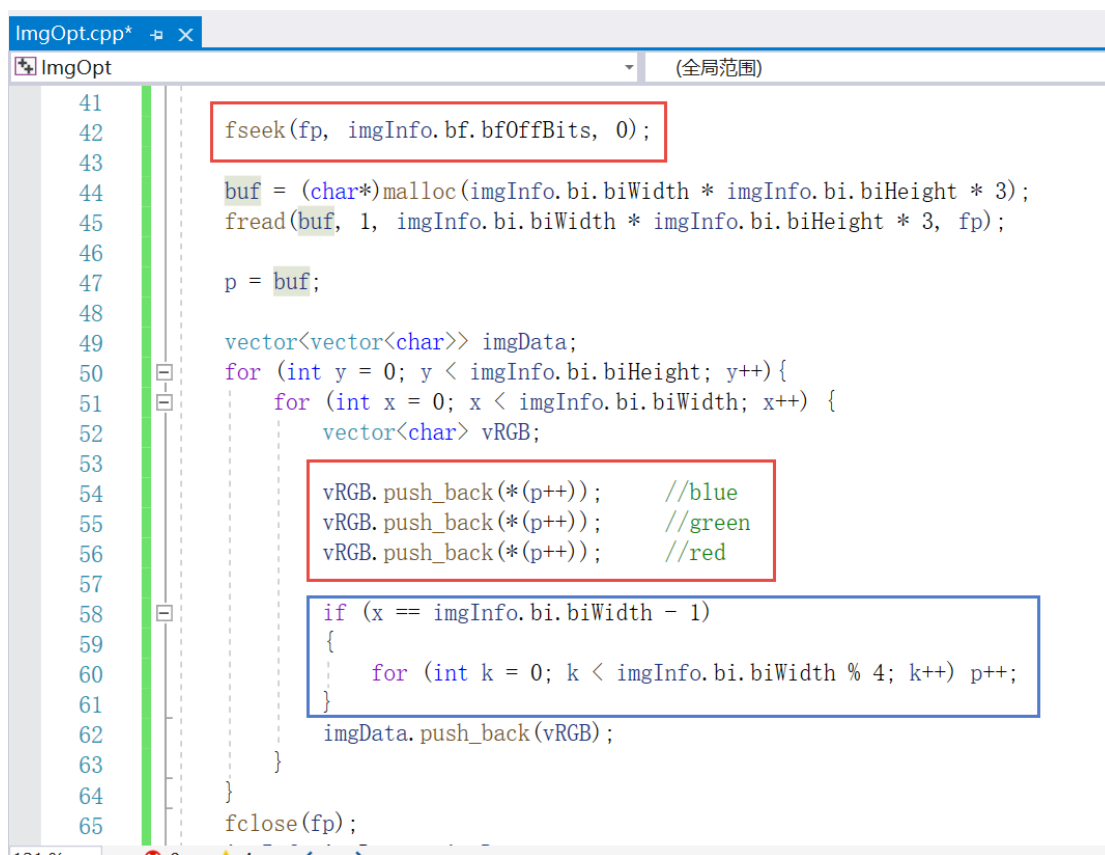 ImgOpt.cpp*
ImgOpt (全局范围)
41
42 fseek(fp, imgInfo.bf.bfOffBits, 0);
43
44 buf = (char*)malloc(imgInfo.bi.biWidth * imgInfo.bi.biHeight * 3);
45 fread(buf, 1, imgInfo.bi.biWidth * imgInfo.bi.biHeight * 3, fp);
46
47 p = buf;
48
49 vector<vector<char>> imgData;
50 for (int y = 0; y < imgInfo.bi.biHeight; y++){
51 for (int x = 0; x < imgInfo.bi.biWidth; x++) {
52 vector<char> vRGB;
53
54 vRGB.push_back(*(p++)); //blue
55 vRGB.push_back(*(p++)); //green
56 vRGB.push_back(*(p++)); //red
57
58 if (x == imgInfo.bi.biWidth - 1)
59 {
60 for (int k = 0; k < imgInfo.bi.biWidth % 4; k++) p++;
61 }
62 imgData.push_back(vRGB);
63 }
64 }
65 fclose(fp);